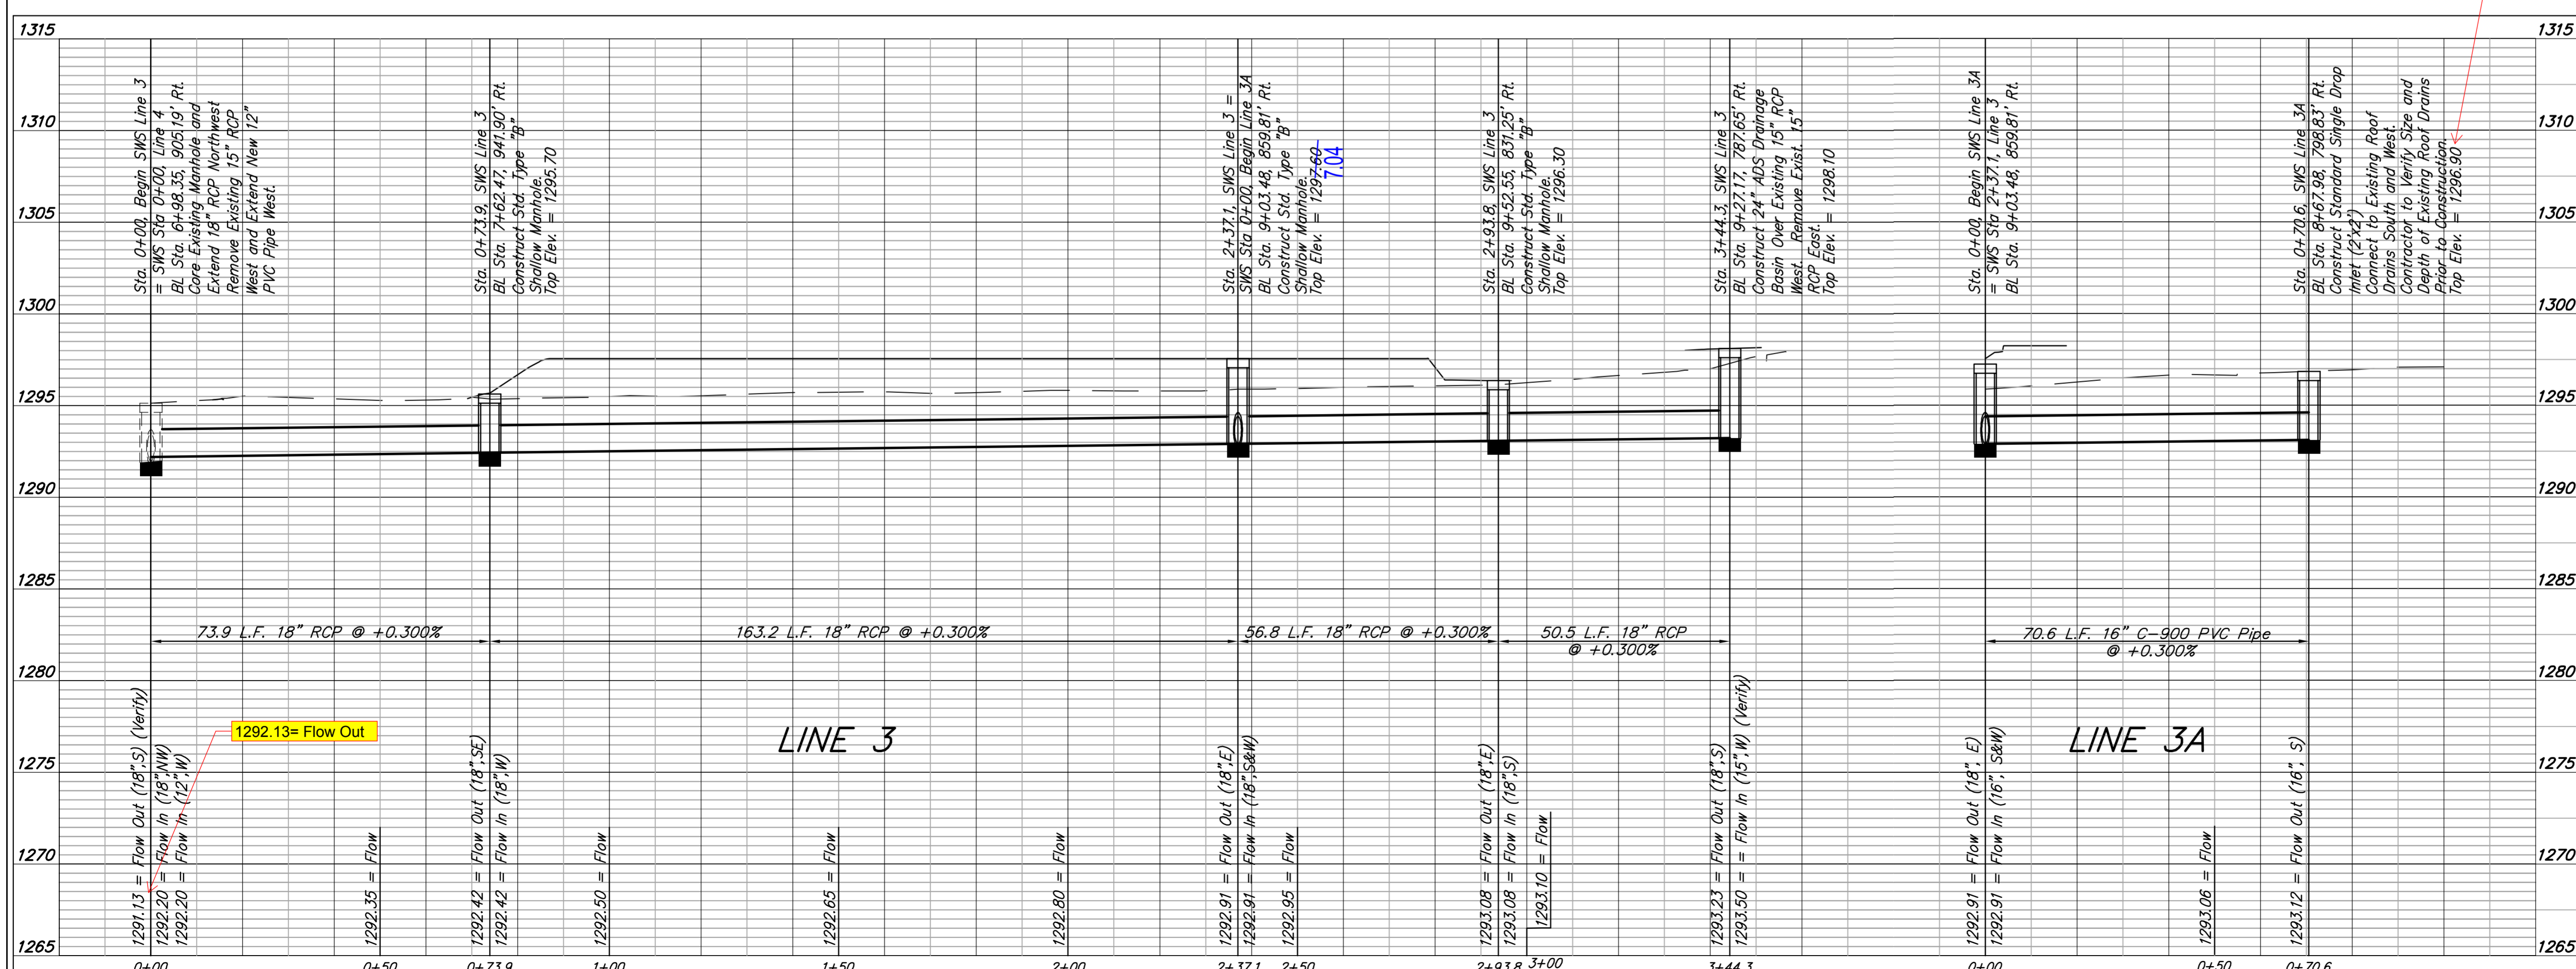 1315
1315
1310
1310
1305
1305
1300
1300
1295
1295
1290
1290
1285
1285
1280
1280
1275
1275
1270
1270
1265
1265
Sta. 0+00, Begin SWS Line 3
= SWS Sta 0+00, Line 4
BL Sta. 6+98.35, 905.19' Rt.
Core Existing Manhole and
Extend 18" RCP Northwest
Remove Existing 15" RCP
West and Extend New 12"
PVC Pipe West.
Sta. 0+73.9, SWS Line 3
BL Sta. 7+62.47, 941.90' Rt.
Construct Std. Type "B"
Shallow Manhole.
Top Elev. = 1295.70
Sta. 2+37.1, SWS Line 3 =
SWS Sta 0+00, Begin Line 3A
BL Sta. 9+03.48, 859.81' Rt.
Construct Std. Type "B"
Shallow Manhole.
Top Elev. = 1297.60
7.04
Sta. 2+93.8, SWS Line 3
BL Sta. 9+52.55, 831.25' Rt.
Construct Std. Type "B"
Shallow Manhole.
Top Elev. = 1296.30
Sta. 3+44.3, SWS Line 3
BL Sta. 9+27.17, 787.65' Rt.
Construct 24" ADS Drainage
Basin Over Existing 15" RCP
West. Remove Exist. 15"
RCP East.
Top Elev. = 1298.10
Sta. 0+00, Begin SWS Line 3A
= SWS Sta 2+37.1, Line 3
BL Sta. 9+03.48, 859.81' Rt.
Sta. 0+70.6, SWS Line 3A
BL Sta. 8+67.98, 798.83' Rt.
Construct Standard Single Drop
Inlet (2'x2')
Connect to Existing Roof
Drains South and West.
Contractor to Verify Size and
Depth of Existing Roof Drains
Prior to Construction.
Top Elev. = 1296.90
73.9 L.F. 18" RCP @ +0.300%
163.2 L.F. 18" RCP @ +0.300%
56.8 L.F. 18" RCP @ +0.300%
50.5 L.F. 18" RCP
@ +0.300%
70.6 L.F. 16" C-900 PVC Pipe
@ +0.300%
1292.13= Flow Out
LINE 3
LINE 3A
1291.13 = Flow Out (18",S) (Verify)
1292.20 = Flow In (18",NW)
1292.20 = Flow In (12",W)
1292.35 = Flow
1292.42 = Flow Out (18",SE)
1292.42 = Flow In (18",W)
1292.50 = Flow
1292.65 = Flow
1292.80 = Flow
1292.91 = Flow Out (18",E)
1292.91 = Flow In (18",S&W)
1292.95 = Flow
1293.08 = Flow Out (18",E)
1293.08 = Flow In (18",S)
1293.10 = Flow
1293.23 = Flow Out (18",S)
1293.50 = Flow In (15",W) (Verify)
1292.91 = Flow Out (18", E)
1292.91 = Flow In (16", S&W)
1293.06 = Flow
1293.12 = Flow Out (16", S)
0+00
0+50
0+73.9
1+00
1+50
2+00
2+37.1
2+50
2+93.8
3+00
3+44.3
0+00
0+50
0+70.6